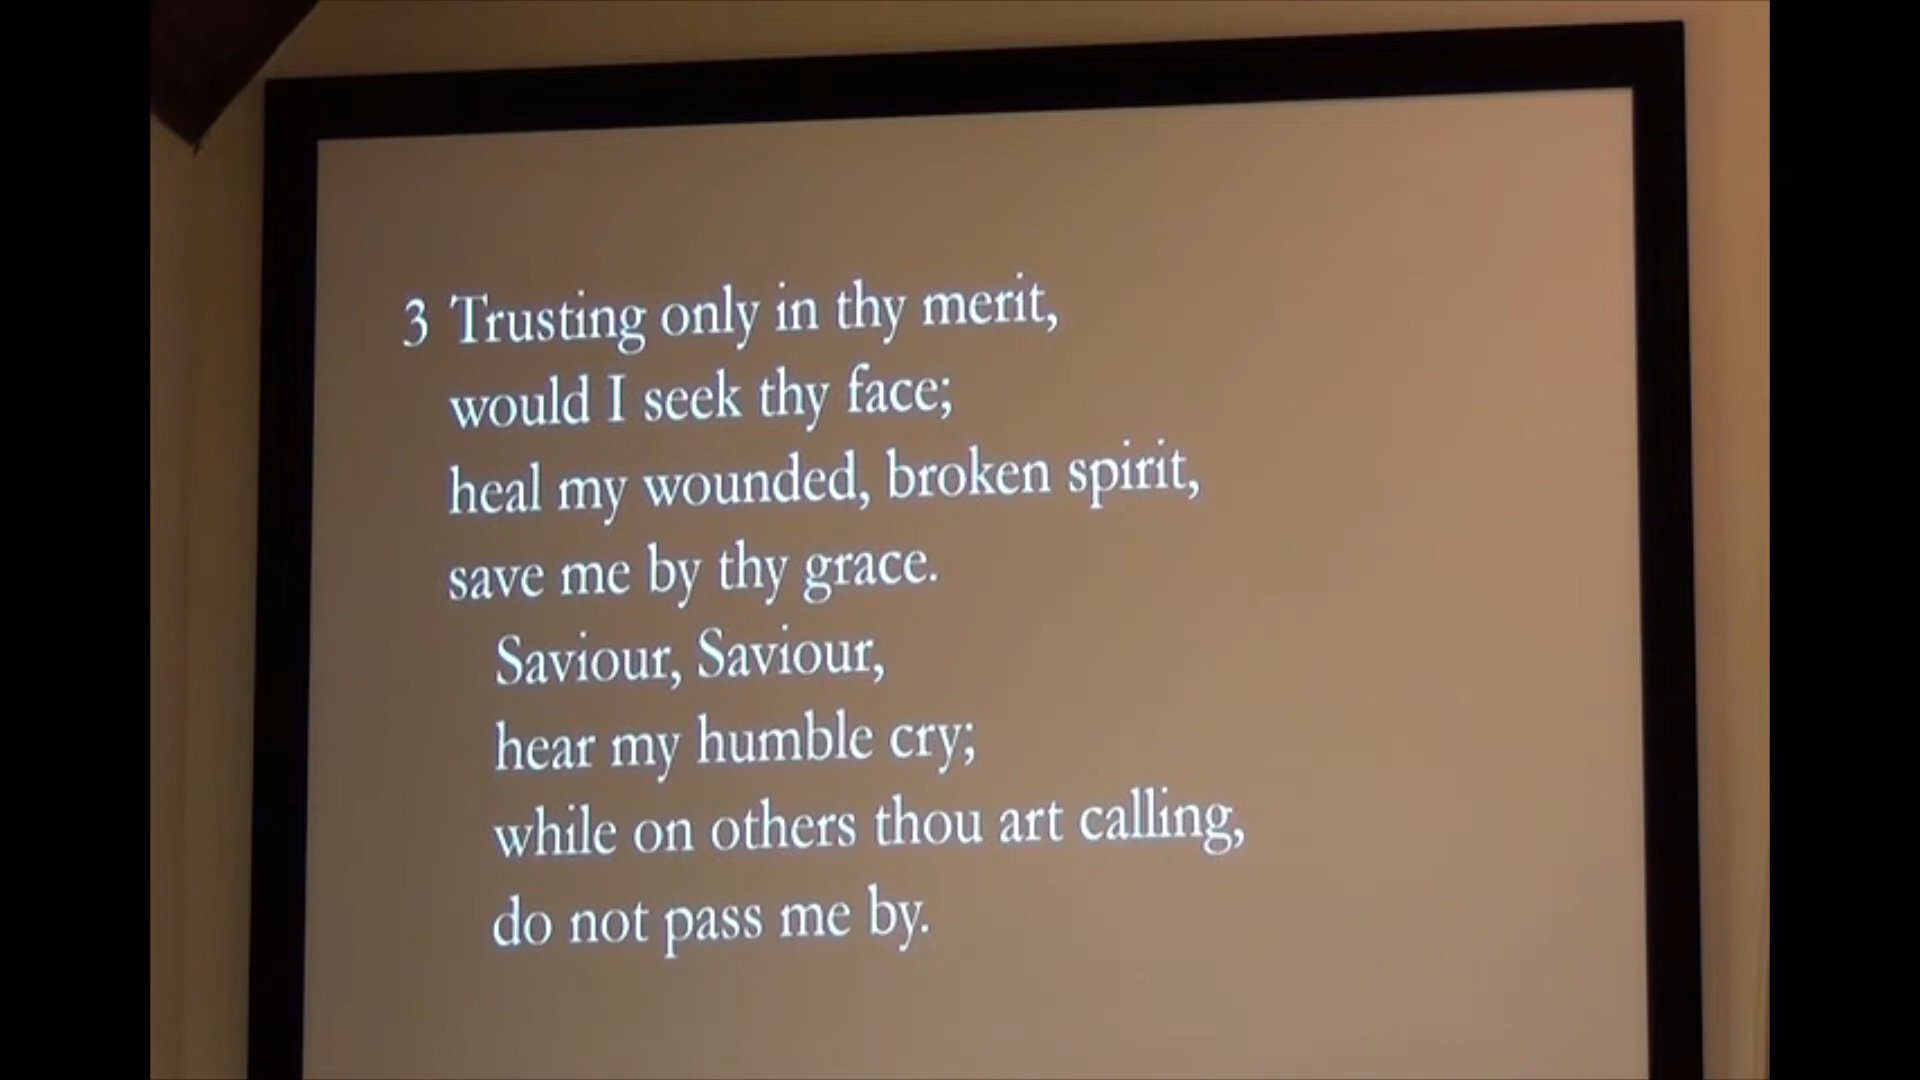 3 Trusting only in thy merit,
would I seek thy face;
heal my wounded, broken spirit,
save me by thy grace.
Saviour, Saviour,
hear my humble cry;
while on others thou art calling,
do not pass me by.